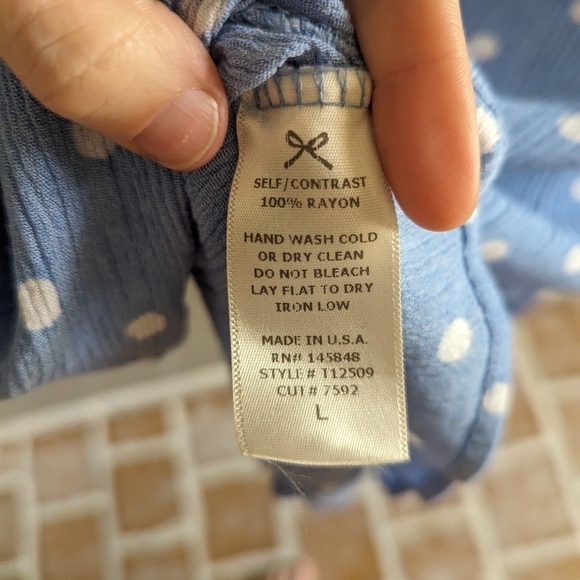 SELF/CONTRAST
100% RAYON
HAND WASH COLD
OR DRY CLEAN
DO NOT BLEACH
LAY FLAT TO DRY
IRON LOW
MADE IN U.S.A.
RN# 145848
STYLE # T12509
CUT # 7592
L